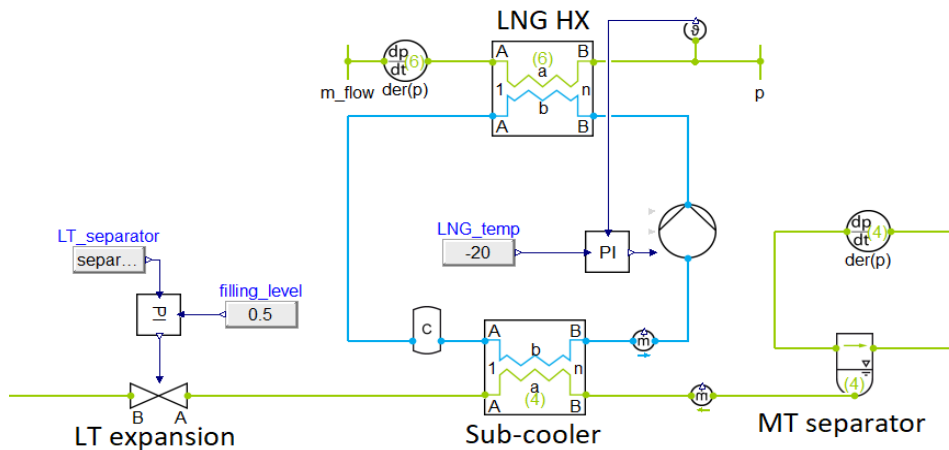 LNG HX
dp
dt
(6)
der(p)
m_flow
A
B
(6)
a
1
n
b
A
B
ϑ
p
LT_separator
separ...
filling_level
PI
0.5
LNG_temp
-20
PI
dp
dt
(4)
der(p)
C
A
B
b
1
n
a
A
(4)
B
m
m
(4)
B
A
LT expansion
Sub-cooler
MT separator